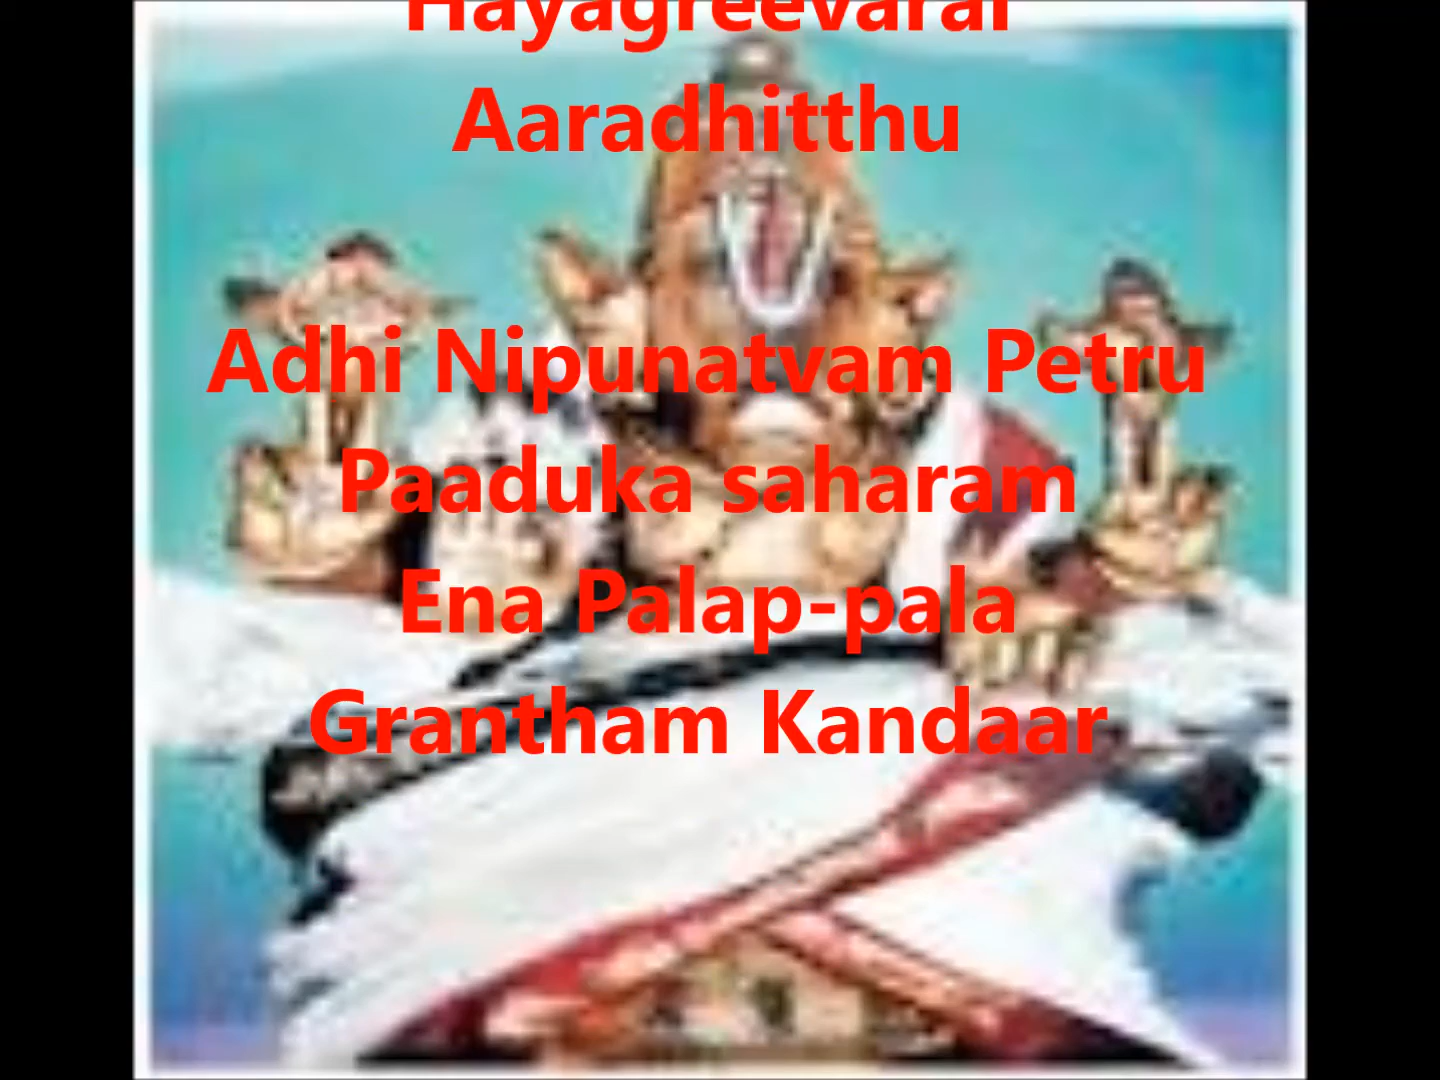 Hayagreevarai
Aaradhitthu
Adhi Nipunatvam Petru
Paaduka saharam
Ena Palap-pala
Grantham Kandaar